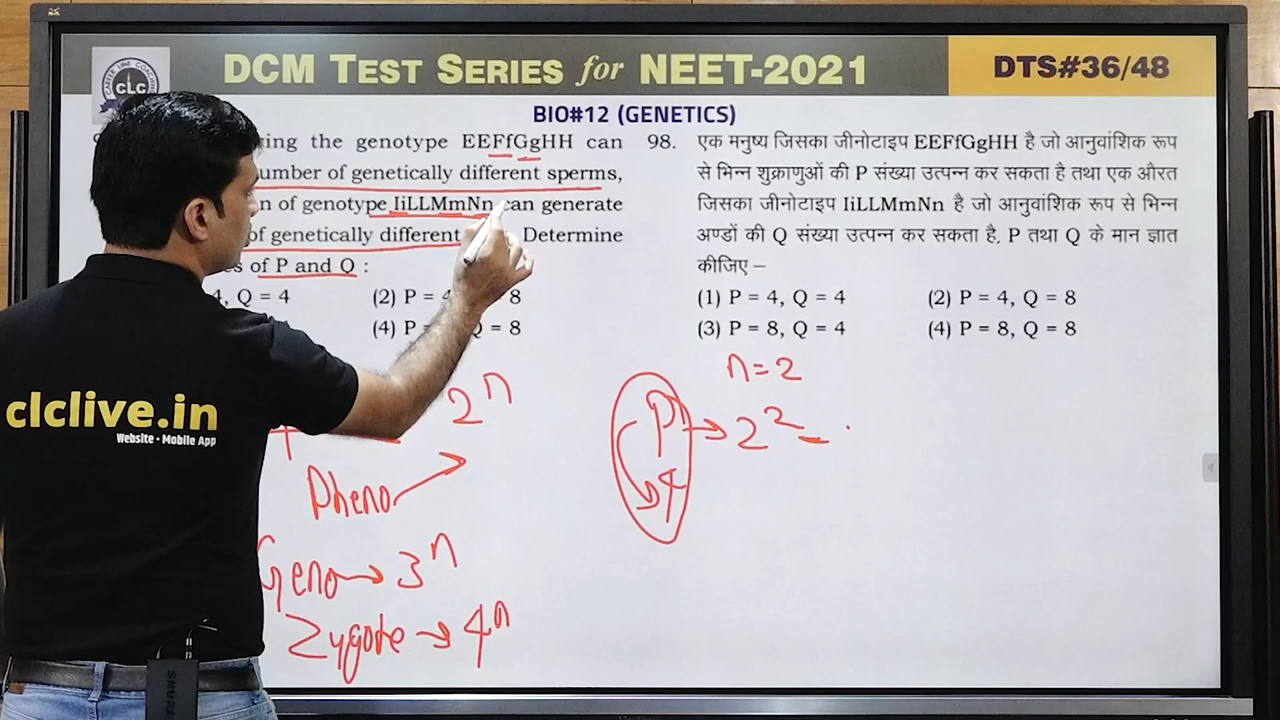 DCM TEST SERIES for NEET-2021
DTS#36/48
CLC
BIO#12 (GENETICS)
the genotype EEFfGgHH can
of genetically different sperms,
of genotype IiLLMmNn can generate
of genetically different
Determine
of P and Q :
4, Q = 4
(2) P = 4
8
(4) P =
Q = 8
98. एक मनुष्य जिसका जीनोटाइप EEFfGgHH है जो आनुवांशिक रूप
से भिन्न शुक्राणुओं की P संख्या उत्पन्न कर सकता है तथा एक औरत
जिसका जीनोटाइप IiLLMmNn है जो आनुवांशिक रूप से भिन्न
अण्डों की Q संख्या उत्पन्न कर सकता है, P तथा Q के मान ज्ञात
कीजिए –
(1) P = 4, Q = 4
(2) P = 4, Q = 8
(3) P = 8, Q = 4
(4) P = 8, Q = 8
2ⁿ
Pheno
Geno → 3ⁿ
Zygote → 4ⁿ
n=2
P → 2²
4
clclive.in
Website • Mobile App